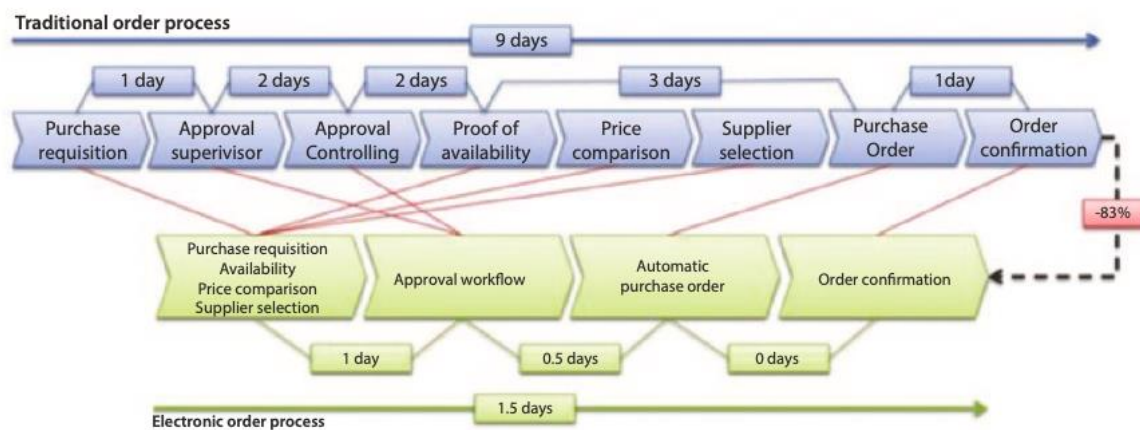 Traditional order process
9 days
1 day
2 days
2 days
3 days
1day
Purchase
requisition
Approval
superivisor
Approval
Controlling
Proof of
availability
Price
comparison
Supplier
selection
Purchase
Order
Order
confirmation
-83%
Purchase requisition
Availability
Price comparison
Supplier selection
Approval workflow
Automatic
purchase order
Order confirmation
1 day
0.5 days
0 days
1.5 days
Electronic order process